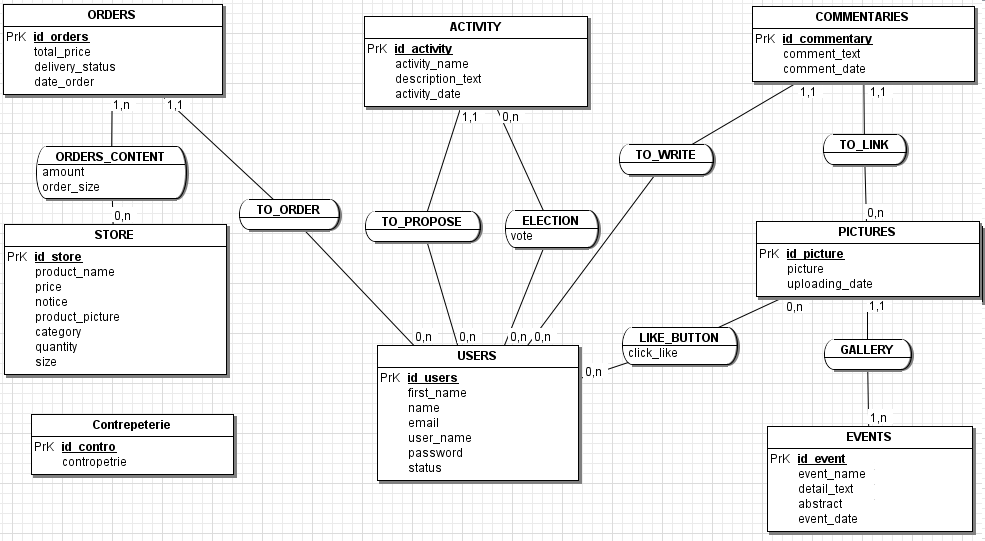 ORDERS
PrK id_orders
total_price
delivery_status
date_order
1,n
1,1
ORDERS_CONTENT
amount
order_size
0,n
TO_ORDER
0,n
STORE
PrK id_store
product_name
price
notice
product_picture
category
quantity
size
Contrepeterie
PrK id_contro
contropetrie
ACTIVITY
PrK id_activity
activity_name
description_text
activity_date
1,1
0,n
TO_PROPOSE
0,n
ELECTION
vote
0,n
USERS
PrK id_users
first_name
name
email
user_name
password
status
COMMENTARIES
PrK id_commentary
comment_text
comment_date
1,1
1,1
TO_WRITE
0,n
TO_LINK
0,n
PICTURES
PrK id_picture
picture
uploading_date
0,n
1,1
LIKE_BUTTON
click_like
0,n
GALLERY
1,n
EVENTS
PrK id_event
event_name
detail_text
abstract
event_date